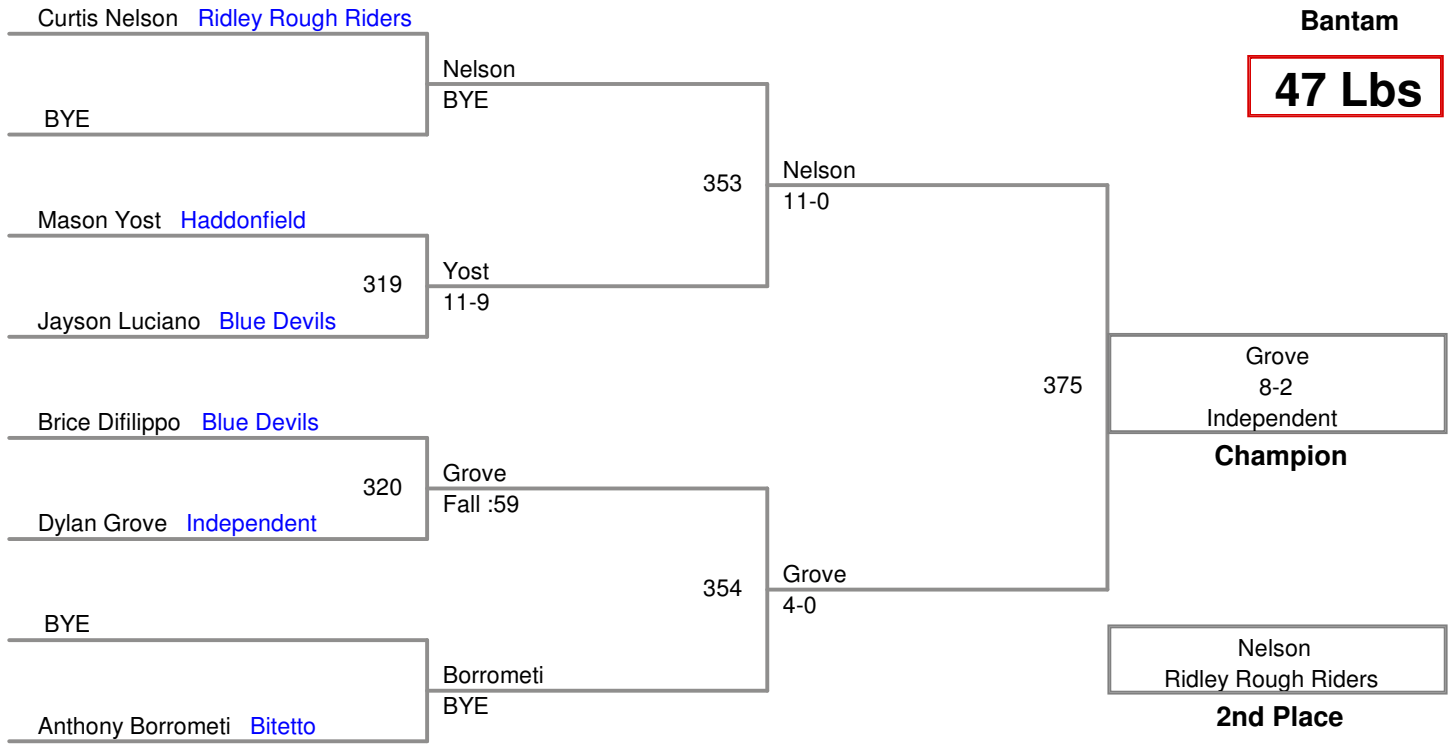 Curtis Nelson Ridley Rough Riders
Bantam
47 Lbs
Nelson
BYE
BYE
353
Nelson
11-0
Mason Yost Haddonfield
319
Yost
11-9
Jayson Luciano Blue Devils
375
Grove
8-2
Independent
Champion
Brice Difilippo Blue Devils
320
Grove
Fall :59
Dylan Grove Independent
354
Grove
4-0
BYE
Borrometi
BYE
Anthony Borrometi Bitetto
Nelson
Ridley Rough Riders
2nd Place